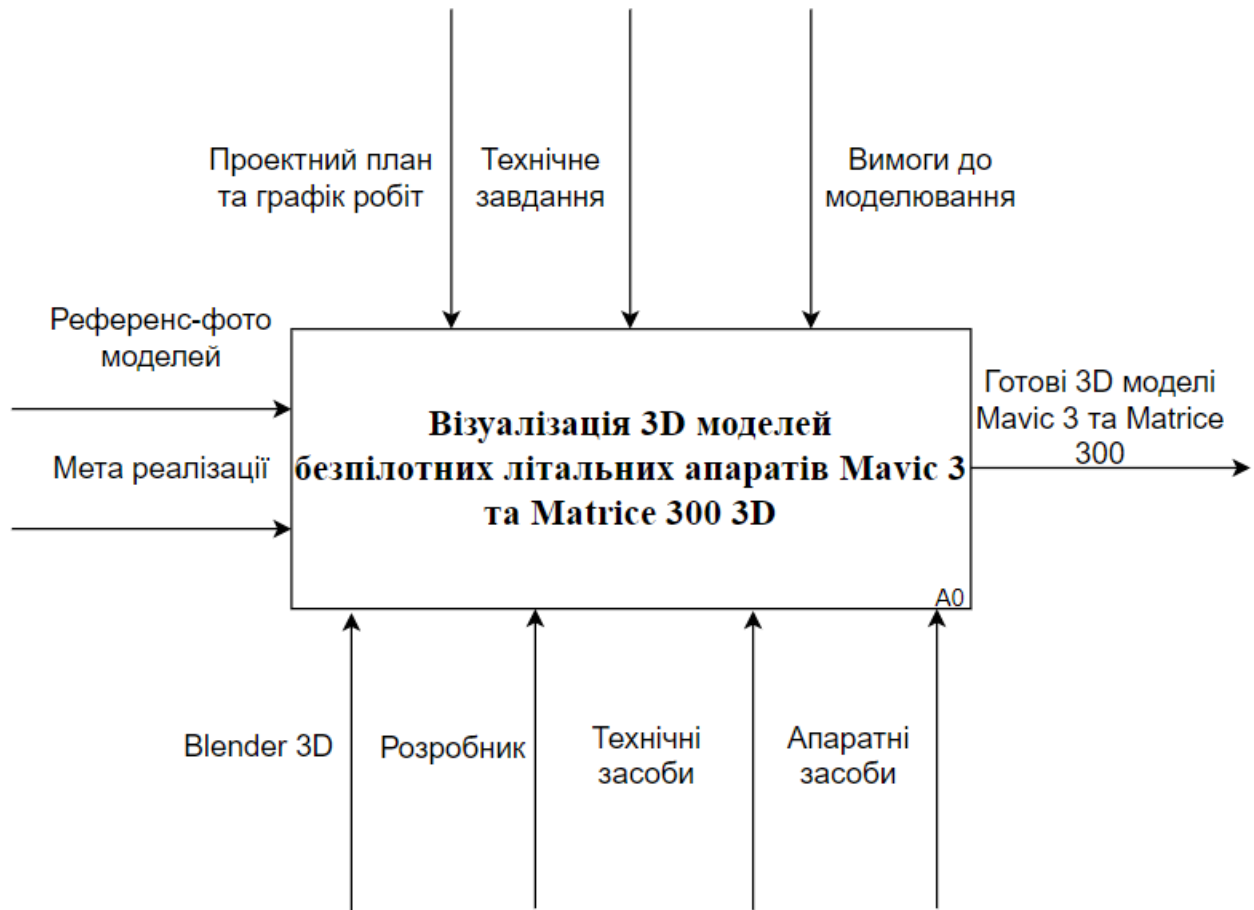 Проектний план
та графік робіт
Технічне
завдання
Вимоги до
моделювання
Референс-фото
моделей
Мета реалізації
Візуалізація 3D моделей
безпілотних літальних апаратів Mavic 3
та Matrice 300 3D
A0
Готові 3D моделі
Mavic 3 та Matrice
300
Blender 3D
Розробник
Технічні
засоби
Апаратні
засоби